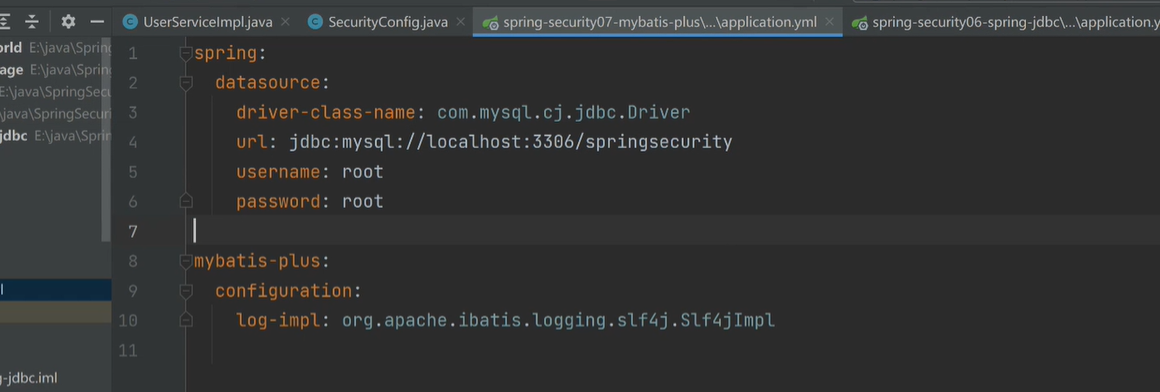 UserServiceImpl.java
SecurityConfig.java
spring-security07-mybatis-plus\...\application.yml
spring-security06-spring-jdbc\...\application.y
orld E:\java\Spring
age E:\java\Spring
E:\java\SpringSecu
\java\SpringSecuri
jdbc E:\java\Sprin
l
g-jdbc.iml
1 spring:
2 datasource:
3 driver-class-name: com.mysql.cj.jdbc.Driver
4 url: jdbc:mysql://localhost:3306/springsecurity
5 username: root
6 password: root
7
8 mybatis-plus:
9 configuration:
10 log-impl: org.apache.ibatis.logging.slf4j.Slf4jImpl
11